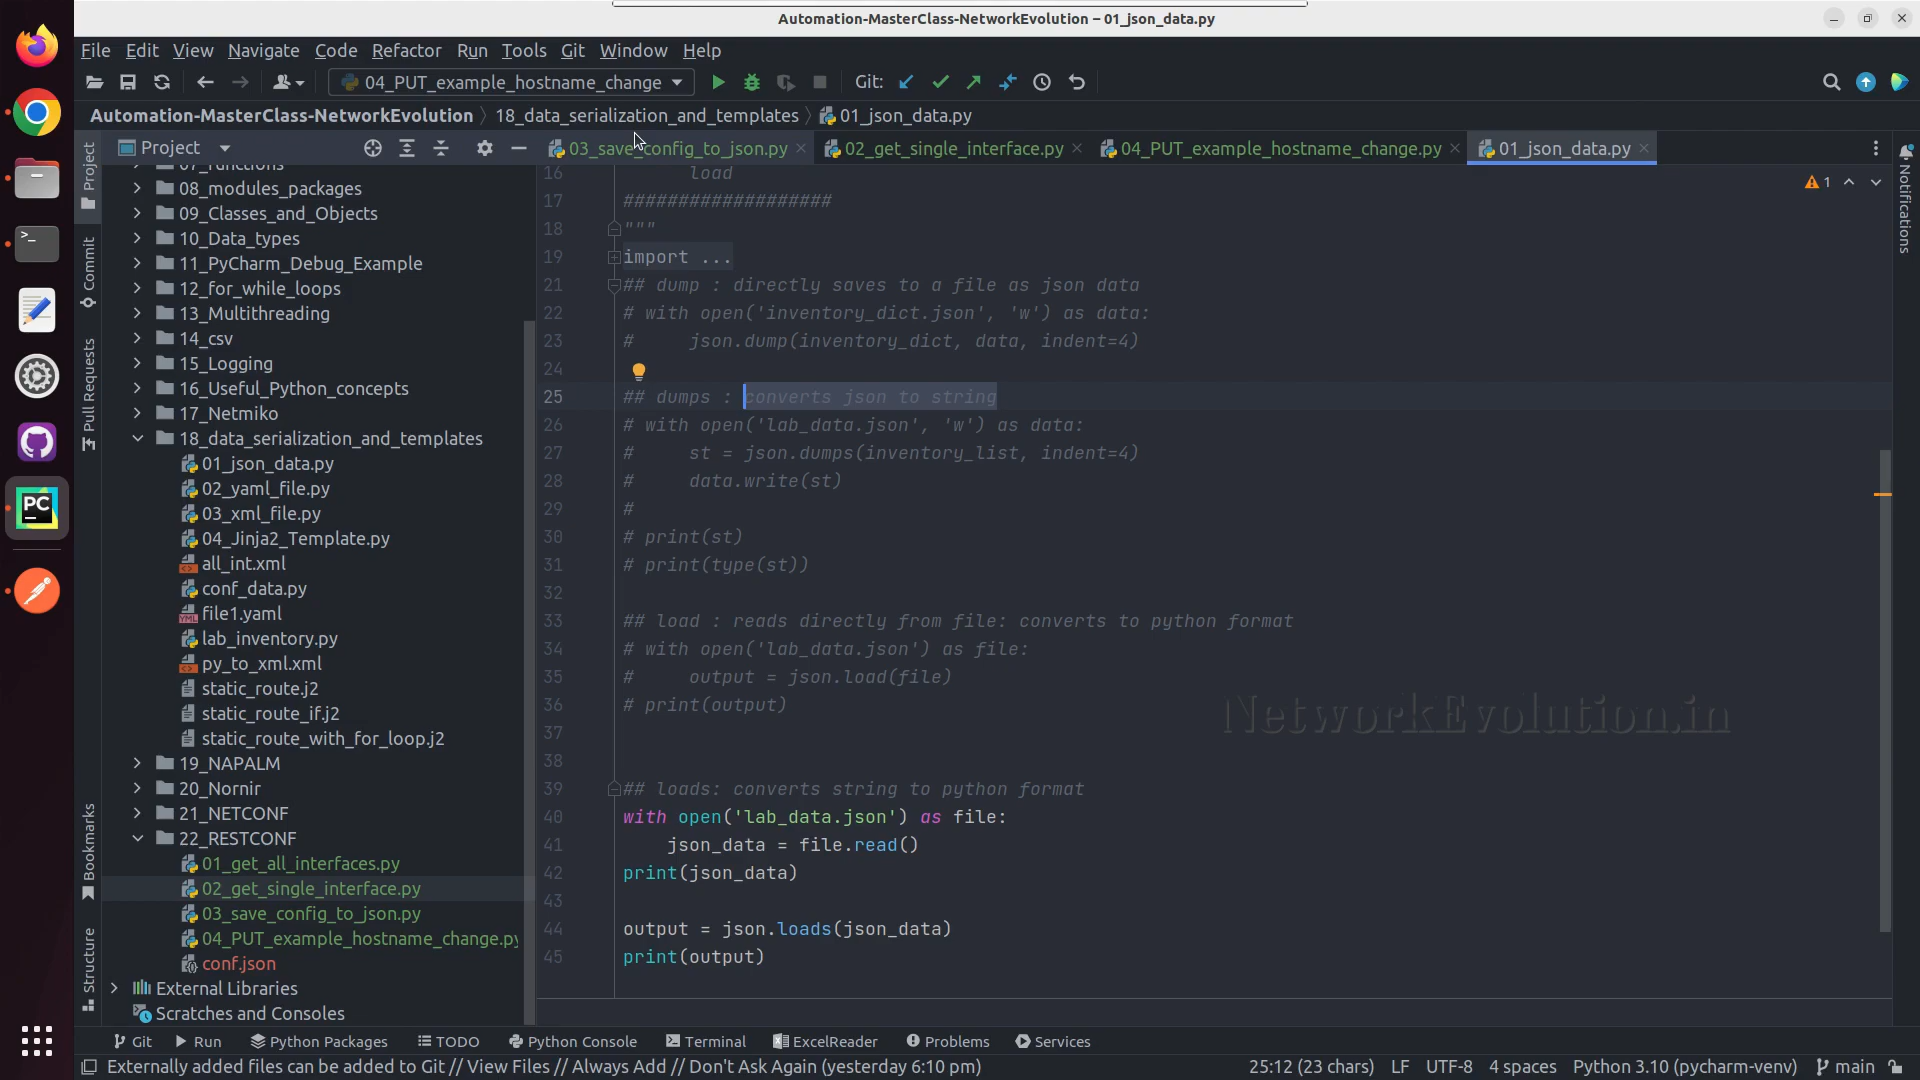 Automation-MasterClass-NetworkEvolution – 01_json_data.py
File Edit View Navigate Code Refactor Run Tools Git Window Help
04_PUT_example_hostname_change
Git:
Automation-MasterClass-NetworkEvolution 18_data_serialization_and_templates 01_json_data.py
Project
03_save_config_to_json.py 02_get_single_interface.py 04_PUT_example_hostname_change.py 01_json_data.py
Project
Commit
Pull Requests
Bookmarks
Structure
07_functions
08_modules_packages
09_Classes_and_Objects
10_Data_types
11_PyCharm_Debug_Example
12_for_while_loops
13_Multithreading
14_csv
15_Logging
16_Useful_Python_concepts
17_Netmiko
18_data_serialization_and_templates
01_json_data.py
02_yaml_file.py
03_xml_file.py
04_Jinja2_Template.py
all_int.xml
conf_data.py
file1.yaml
lab_inventory.py
py_to_xml.xml
static_route.j2
static_route_if.j2
static_route_with_for_loop.j2
19_NAPALM
20_Nornir
21_NETCONF
22_RESTCONF
01_get_all_interfaces.py
02_get_single_interface.py
03_save_config_to_json.py
04_PUT_example_hostname_change.py
conf.json
External Libraries
Scratches and Consoles
16 load
17 ###################
18 """
19 import ...
21 ## dump : directly saves to a file as json data
22 # with open('inventory_dict.json', 'w') as data:
23 #     json.dump(inventory_dict, data, indent=4)
24
25 ## dumps : converts json to string
26 # with open('lab_data.json', 'w') as data:
27 #     st = json.dumps(inventory_list, indent=4)
28 #     data.write(st)
29 #
30 # print(st)
31 # print(type(st))
32
33 ## load : reads directly from file: converts to python format
34 # with open('lab_data.json') as file:
35 #     output = json.load(file)
36 # print(output)
37
38
39 ## loads: converts string to python format
40 with open('lab_data.json') as file:
41     json_data = file.read()
42 print(json_data)
43
44 output = json.loads(json_data)
45 print(output)
1
Notifications
NetworkEvolution.in
PC
Git Run Python Packages TODO Python Console Terminal ExcelReader Problems Services
Externally added files can be added to Git // View Files // Always Add // Don't Ask Again (yesterday 6:10 pm) 25:12 (23 chars) LF UTF-8 4 spaces Python 3.10 (pycharm-venv) main